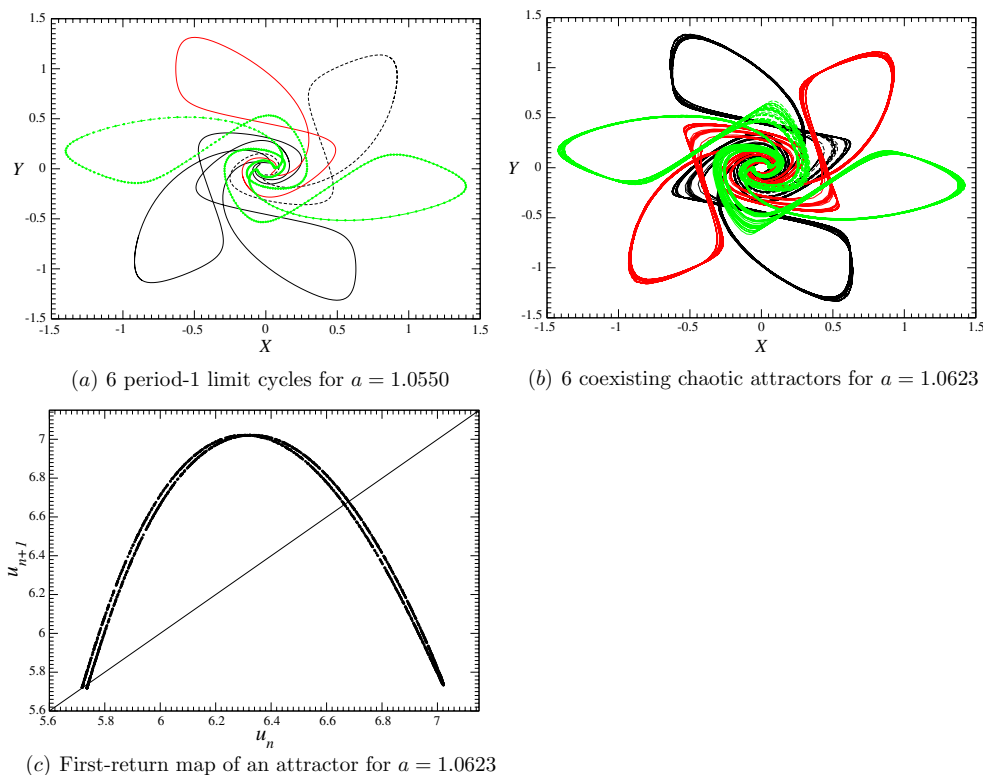 1.5
1
0.5
Y 0
-0.5
-1
-1.5
-1.5 -1 -0.5 0 0.5 1 1.5
X
(a) 6 period-1 limit cycles for a = 1.0550
1.5
1
0.5
Y 0
-0.5
-1
-1.5
-1.5 -1 -0.5 0 0.5 1 1.5
X
(b) 6 coexisting chaotic attractors for a = 1.0623
7
6.8
6.6
u_{n+1} 6.4
6.2
6
5.8
5.6
5.6 5.8 6 6.2 6.4 6.6 6.8 7
u_n
(c) First-return map of an attractor for a = 1.0623